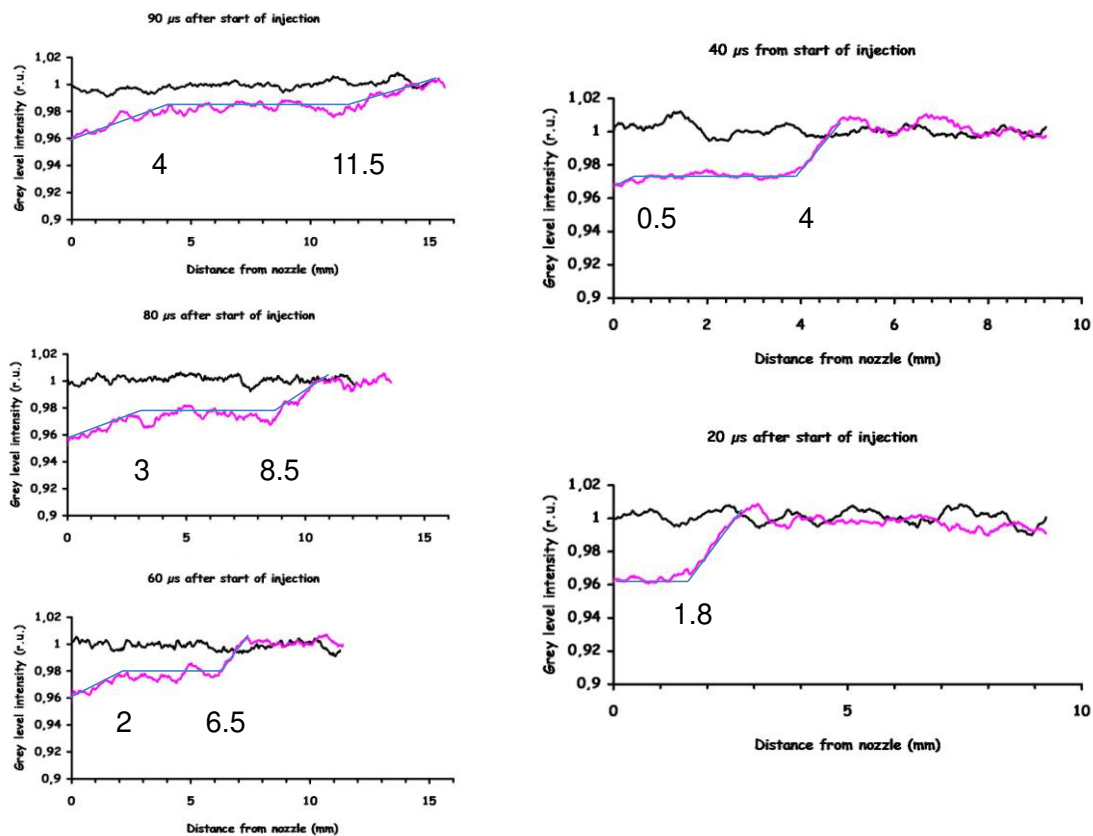 90 µs after start of injection
Grey level intensity (r.u.)
1,02
1
0,98
0,96
0,94
0,92
0,9
4
11.5
0 5 10 15
Distance from nozzle (mm)
80 µs after start of injection
Grey level intensity (r.u.)
1,02
1
0,98
0,96
0,94
0,92
0,9
3
8.5
0 5 10 15
Distance from nozzle (mm)
60 µs after start of injection
Grey level intensity (r.u.)
1,02
1
0,98
0,96
0,94
0,92
0,9
2
6.5
0 5 10 15
Distance from nozzle (mm)
40 µs from start of injection
Grey level intensity (r.u.)
1,02
1
0,98
0,96
0,94
0,92
0,9
0.5
4
0 2 4 6 8 10
Distance from nozzle (mm)
20 µs after start of injection
Grey level intensity (r.u.)
1,02
1
0,98
0,96
0,94
0,92
0,9
1.8
0 5 10
Distance from nozzle (mm)